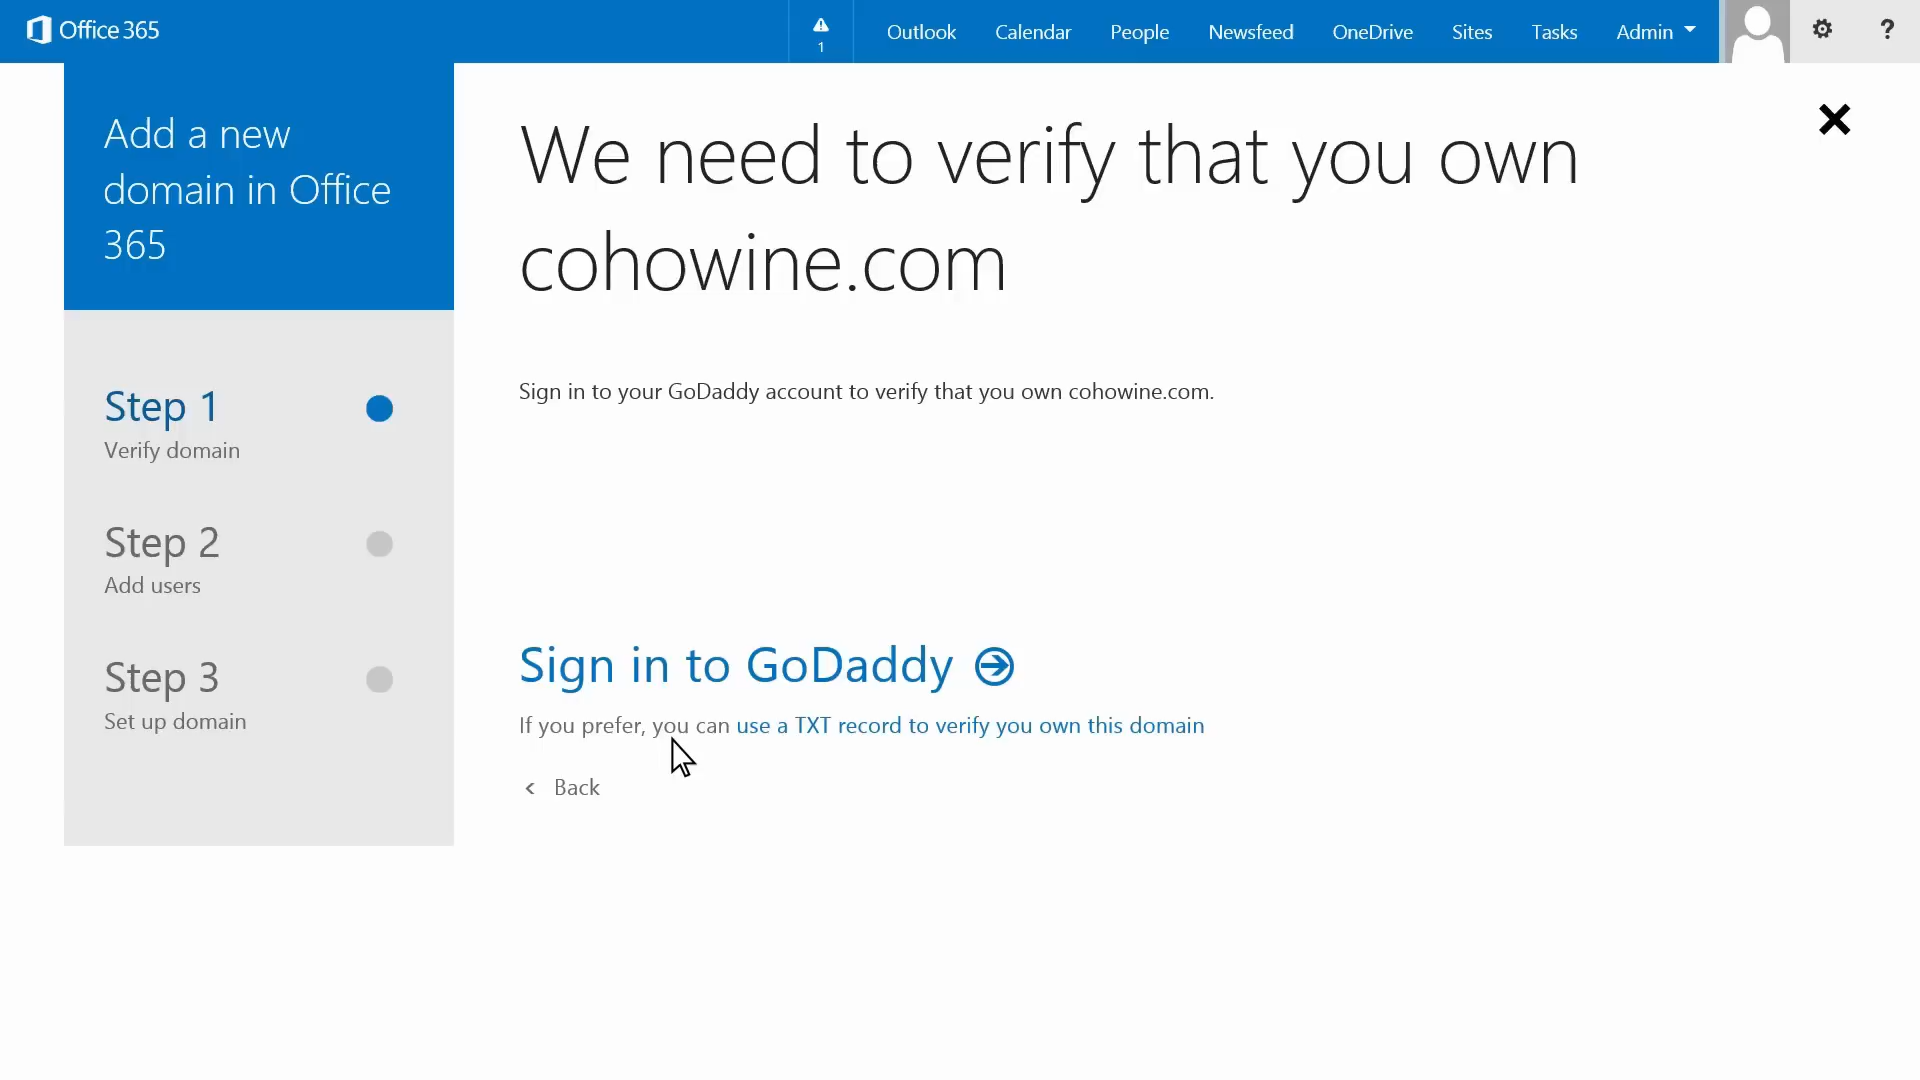 Office 365
1
Outlook
Calendar
People
Newsfeed
OneDrive
Sites
Tasks
Admin
?
Add a new
domain in Office
365
Step 1
Verify domain
Step 2
Add users
Step 3
Set up domain
We need to verify that you own
cohowine.com
Sign in to your GoDaddy account to verify that you own cohowine.com.
Sign in to GoDaddy
If you prefer, you can use a TXT record to verify you own this domain
< Back